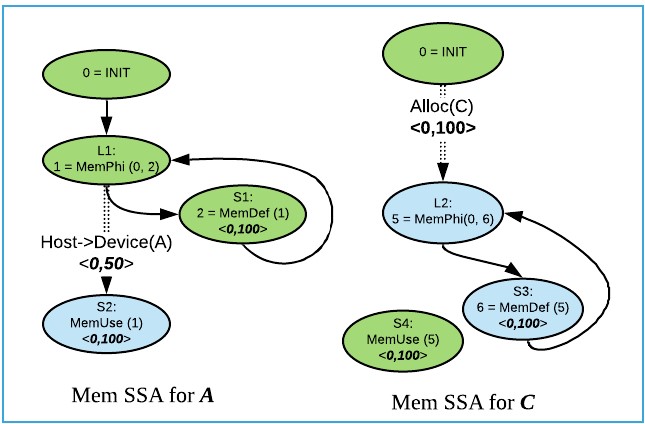 0 = INIT
L1:
1 = MemPhi (0, 2)
S1:
2 = MemDef (1)
<0,100>
Host->Device(A)
<0,50>
S2:
MemUse (1)
<0,100>
Mem SSA for A
0 = INIT
Alloc(C)
<0,100>
L2:
5 = MemPhi(0, 6)
S3:
6 = MemDef (5)
<0,100>
S4:
MemUse (5)
<0,100>
Mem SSA for C